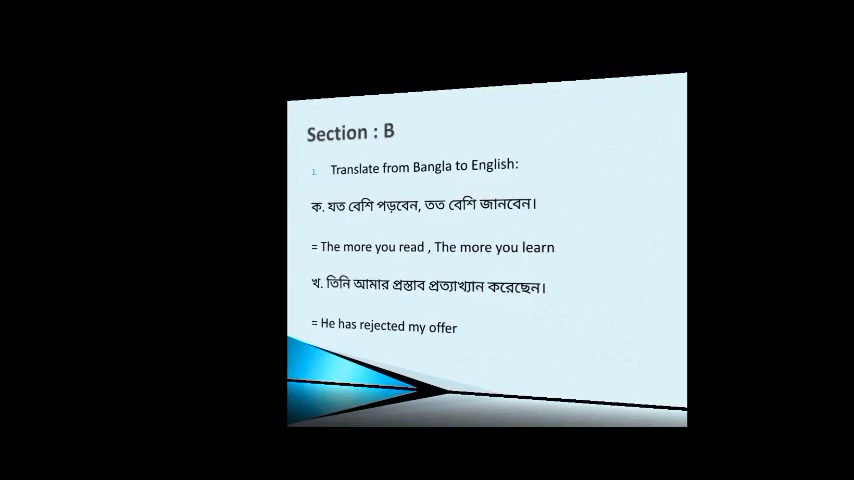 Section : B
1. Translate from Bangla to English:
ক. যত বেশি পড়বেন, তত বেশি জানবেন।
= The more you read , The more you learn
খ. তিনি আমার প্রস্তাব প্রত্যাখ্যান করেছেন।
= He has rejected my offer